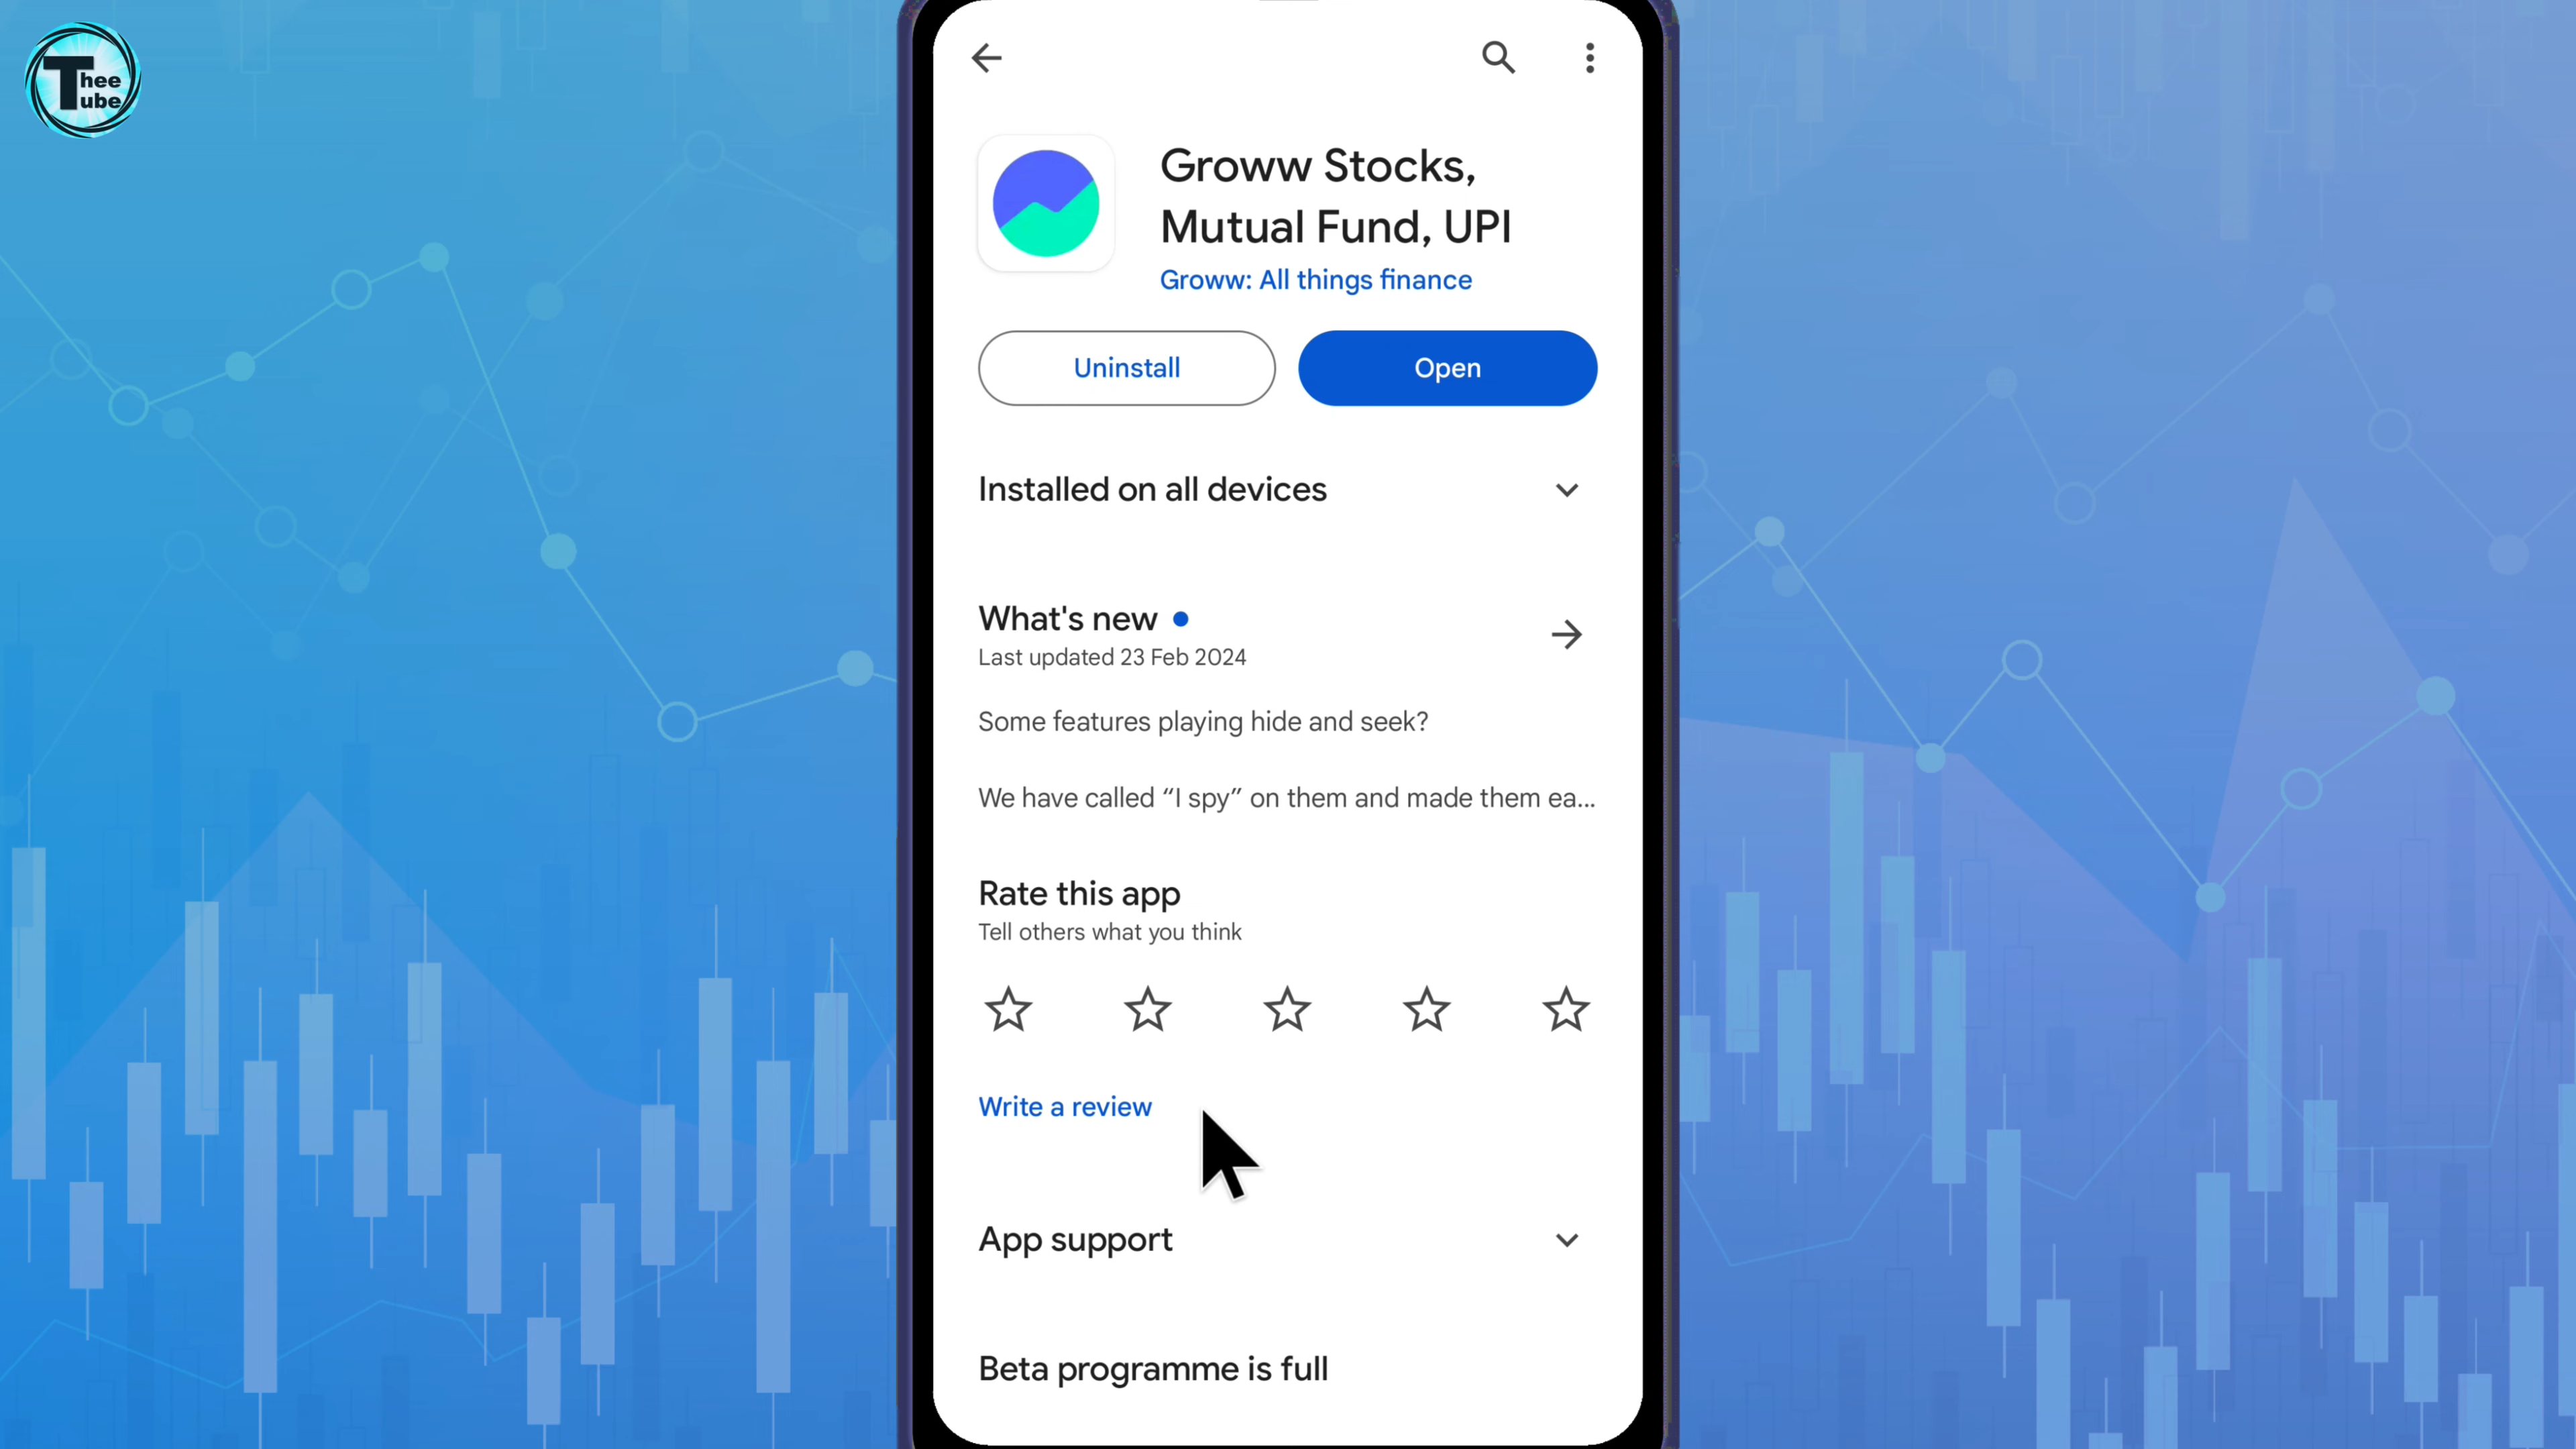 Thee
Tube
Groww Stocks,
Mutual Fund, UPI
Groww: All things finance
Uninstall
Open
Installed on all devices
What's new
Last updated 23 Feb 2024
Some features playing hide and seek?
We have called “I spy” on them and made them ea...
Rate this app
Tell others what you think
Write a review
App support
Beta programme is full